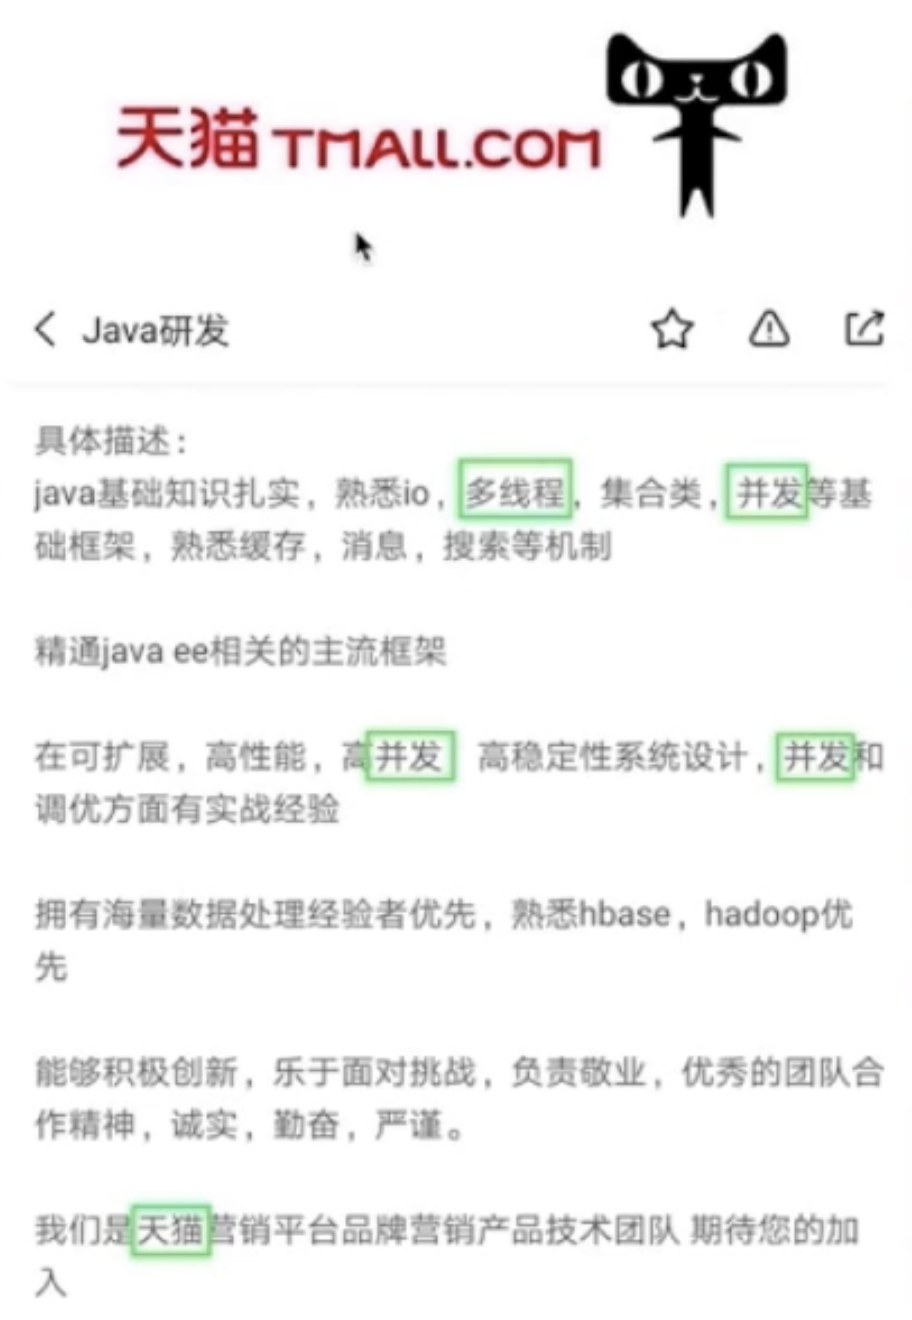 天猫 TMALL.COM
Java研发
具体描述：
java基础知识扎实，熟悉io，多线程，集合类，并发等基
础框架，熟悉缓存，消息，搜索等机制
精通java ee相关的主流框架
在可扩展，高性能，高并发 高稳定性系统设计，并发和
调优方面有实战经验
拥有海量数据处理经验者优先，熟悉hbase，hadoop优
先
能够积极创新，乐于面对挑战，负责敬业，优秀的团队合
作精神，诚实，勤奋，严谨。
我们是天猫营销平台品牌营销产品技术团队 期待您的加
入